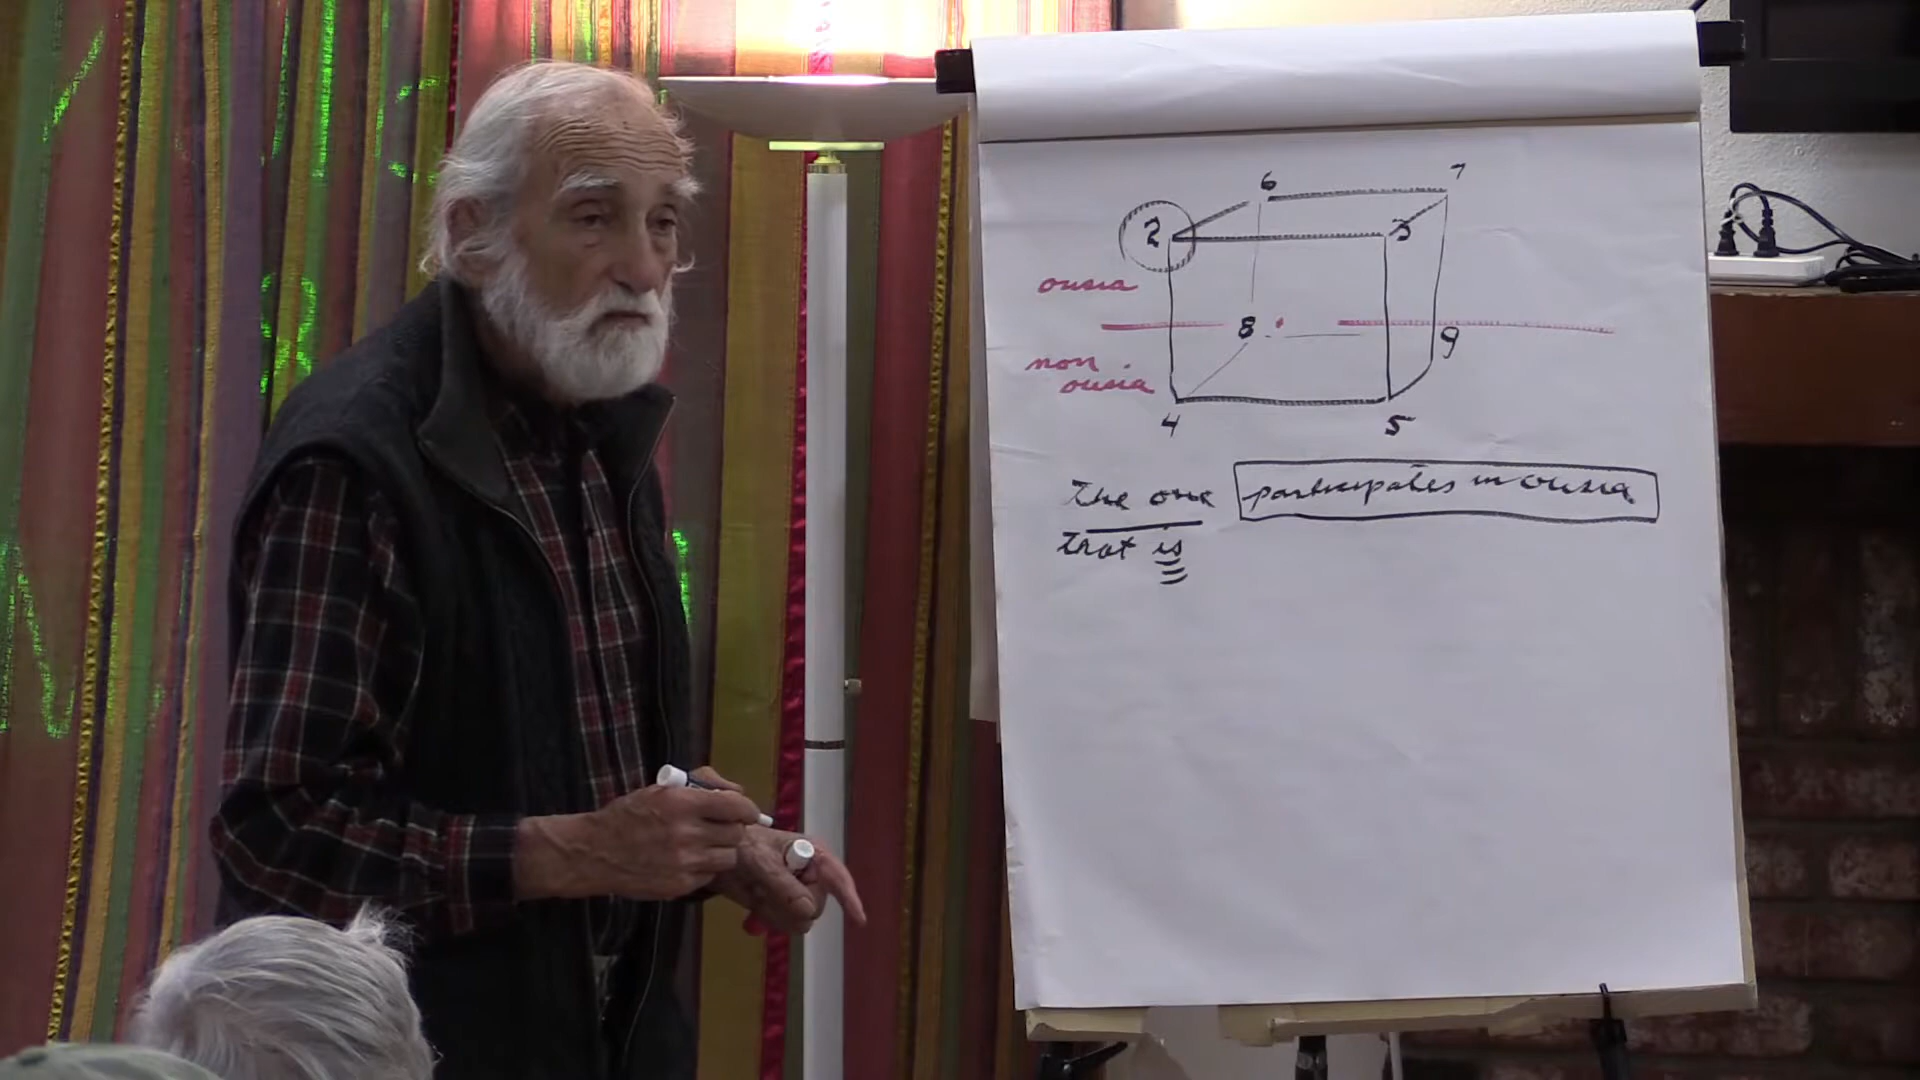 6 7
2 3
ousia
8 9
non
ousia
4 5
the one participates in ousia
that is